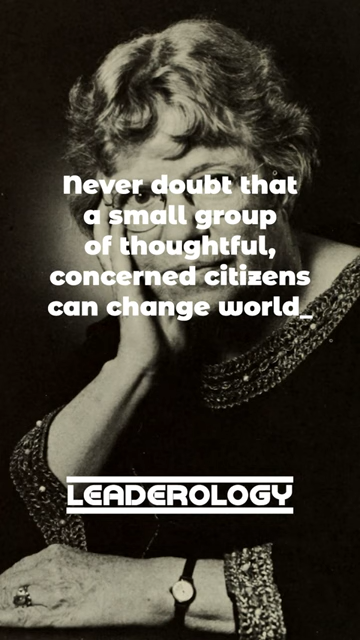 Never doubt that
a small group
of thoughtful,
concerned citizens
can change world_
LEADEROLOGY